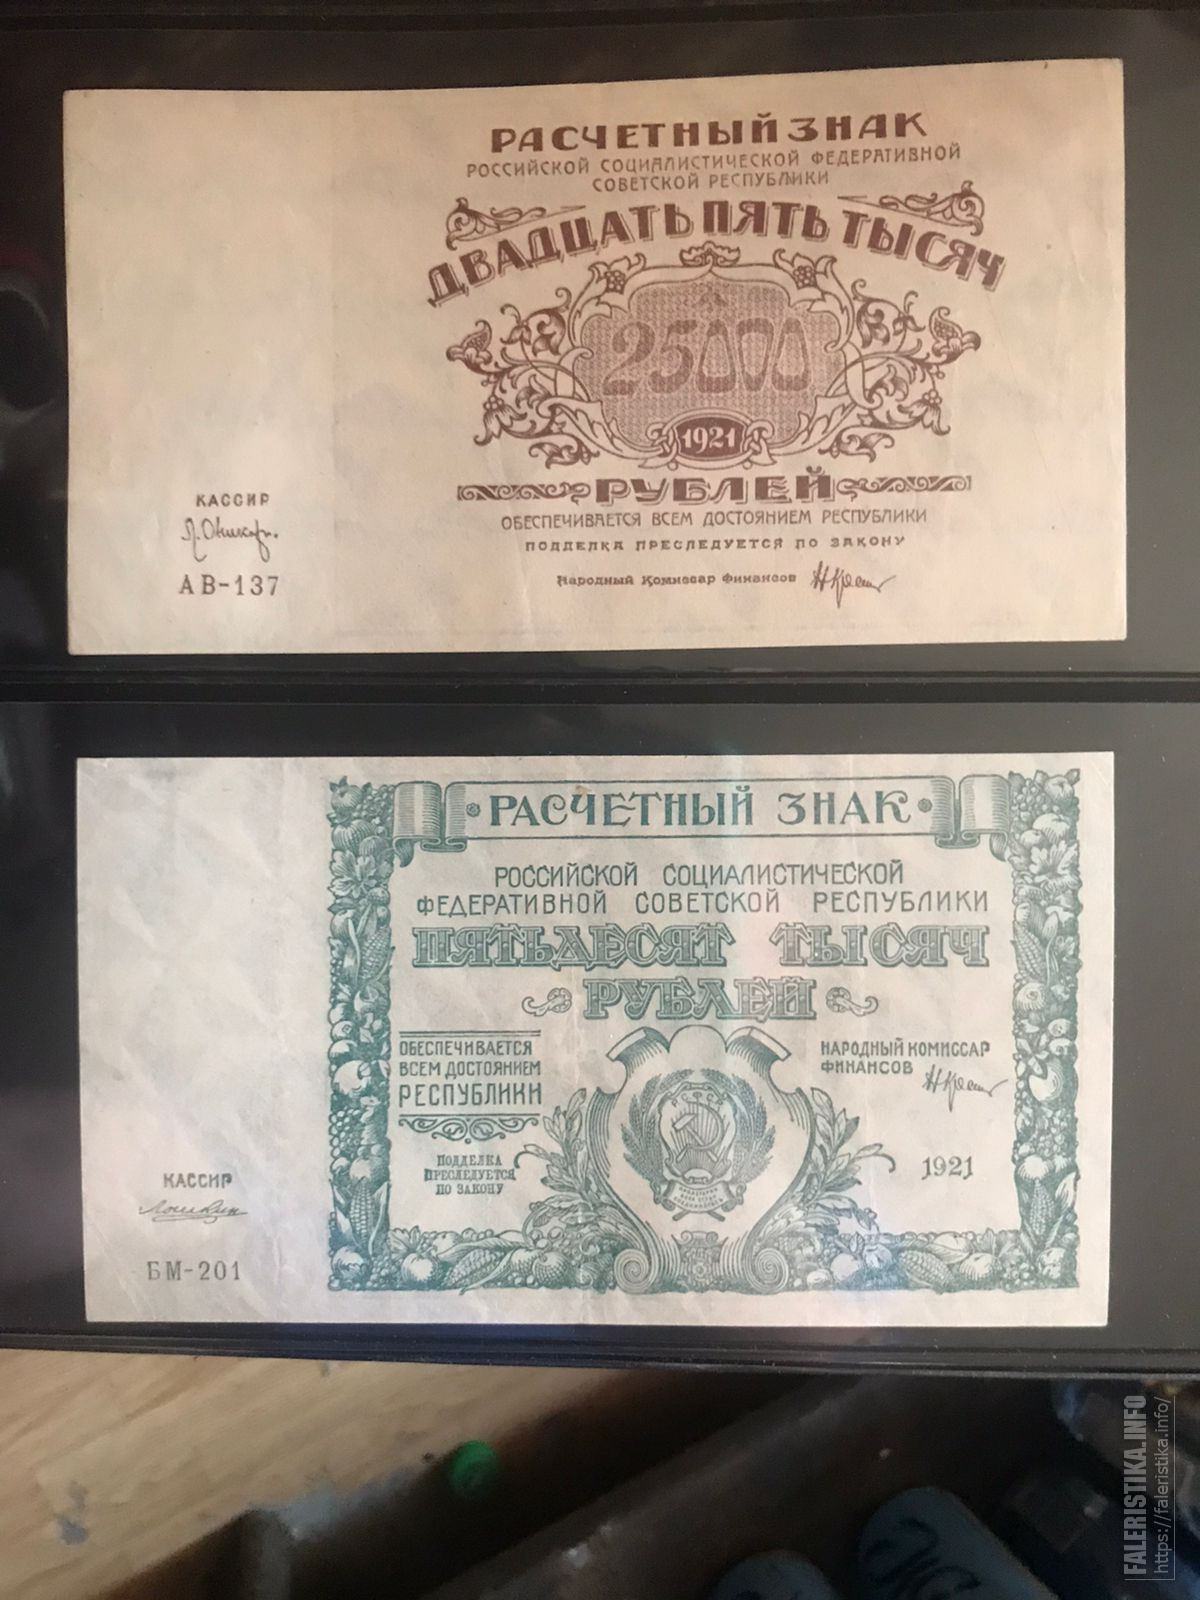 РАСЧЕТНЫЙ ЗНАК
РОССИЙСКОЙ СОЦИАЛИСТИЧЕСКОЙ ФЕДЕРАТИВНОЙ
СОВЕТСКОЙ РЕСПУБЛИКИ
ДВАДЦАТЬ ПЯТЬ ТЫСЯЧ
25000
1921
РУБЛЕЙ
ОБЕСПЕЧИВАЕТСЯ ВСЕМ ДОСТОЯНИЕМ РЕСПУБЛИКИ
ПОДДЕЛКА ПРЕСЛЕДУЕТСЯ ПО ЗАКОНУ
Народный Комиссар Финансов
КАССИР
АВ-137
РАСЧЕТНЫЙ ЗНАК
РОССИЙСКОЙ СОЦИАЛИСТИЧЕСКОЙ
ФЕДЕРАТИВНОЙ СОВЕТСКОЙ РЕСПУБЛИКИ
ПЯТЬДЕСЯТ ТЫСЯЧ
РУБЛЕЙ
ОБЕСПЕЧИВАЕТСЯ
ВСЕМ ДОСТОЯНИЕМ
РЕСПУБЛИКИ
ПОДДЕЛКА
ПРЕСЛЕДУЕТСЯ
ПО ЗАКОНУ
НАРОДНЫЙ КОМИССАР
ФИНАНСОВ
1921
КАССИР
БМ-201
FALERISTIKA.INFO
https://faleristika.info/